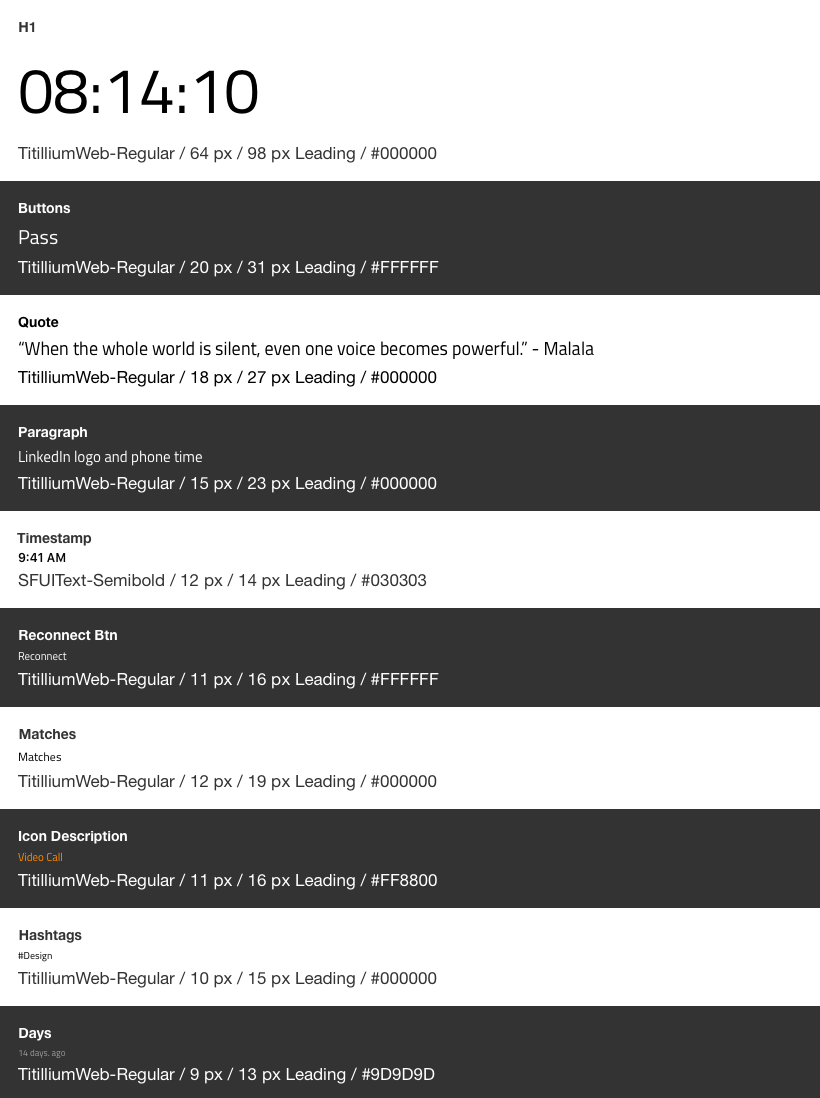 H1
08:14:10
TitilliumWeb-Regular / 64 px / 98 px Leading / #000000
Buttons
Pass
TitilliumWeb-Regular / 20 px / 31 px Leading / #FFFFFF
Quote
“When the whole world is silent, even one voice becomes powerful.” - Malala
TitilliumWeb-Regular / 18 px / 27 px Leading / #000000
Paragraph
LinkedIn logo and phone time
TitilliumWeb-Regular / 15 px / 23 px Leading / #000000
Timestamp
9:41 AM
SFUIText-Semibold / 12 px / 14 px Leading / #030303
Reconnect Btn
Reconnect
TitilliumWeb-Regular / 11 px / 16 px Leading / #FFFFFF
Matches
Matches
TitilliumWeb-Regular / 12 px / 19 px Leading / #000000
Icon Description
Video Call
TitilliumWeb-Regular / 11 px / 16 px Leading / #FF8800
Hashtags
#Design
TitilliumWeb-Regular / 10 px / 15 px Leading / #000000
Days
14 days. ago
TitilliumWeb-Regular / 9 px / 13 px Leading / #9D9D9D